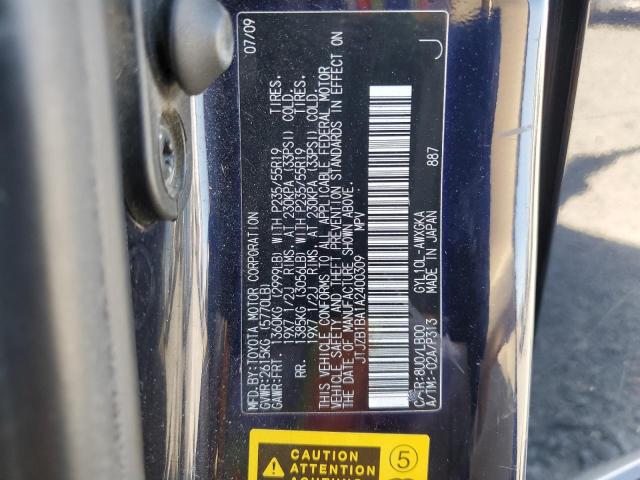 MFD. BY: TOYOTA MOTOR CORPORATION 07/09
GVWR: 2615KG (5770LB)
GAWR: FRT. 1360KG (2999LB) WITH P235/55R19 TIRES.
19X7 1/2J RIMS. AT 230KPA (33PSI) COLD.
RR. 1385KG (3056LB) WITH P235/55R19 TIRES.
19X7 1/2J RIMS. AT 230KPA (33PSI) COLD.
THIS VEHICLE CONFORMS TO ALL APPLICABLE FEDERAL MOTOR
VEHICLE SAFETY AND THEFT PREVENTION STANDARDS IN EFFECT ON
THE DATE OF MANUFACTURE SHOWN ABOVE.
JTJZB1BA1A2400309 MPV
C/TR: 8U0/LB00 GYL10L-AWXGKA
A/TM: -02A/P313 MADE IN JAPAN 887 J
CAUTION
ATTENTION
ACHTUNG
5